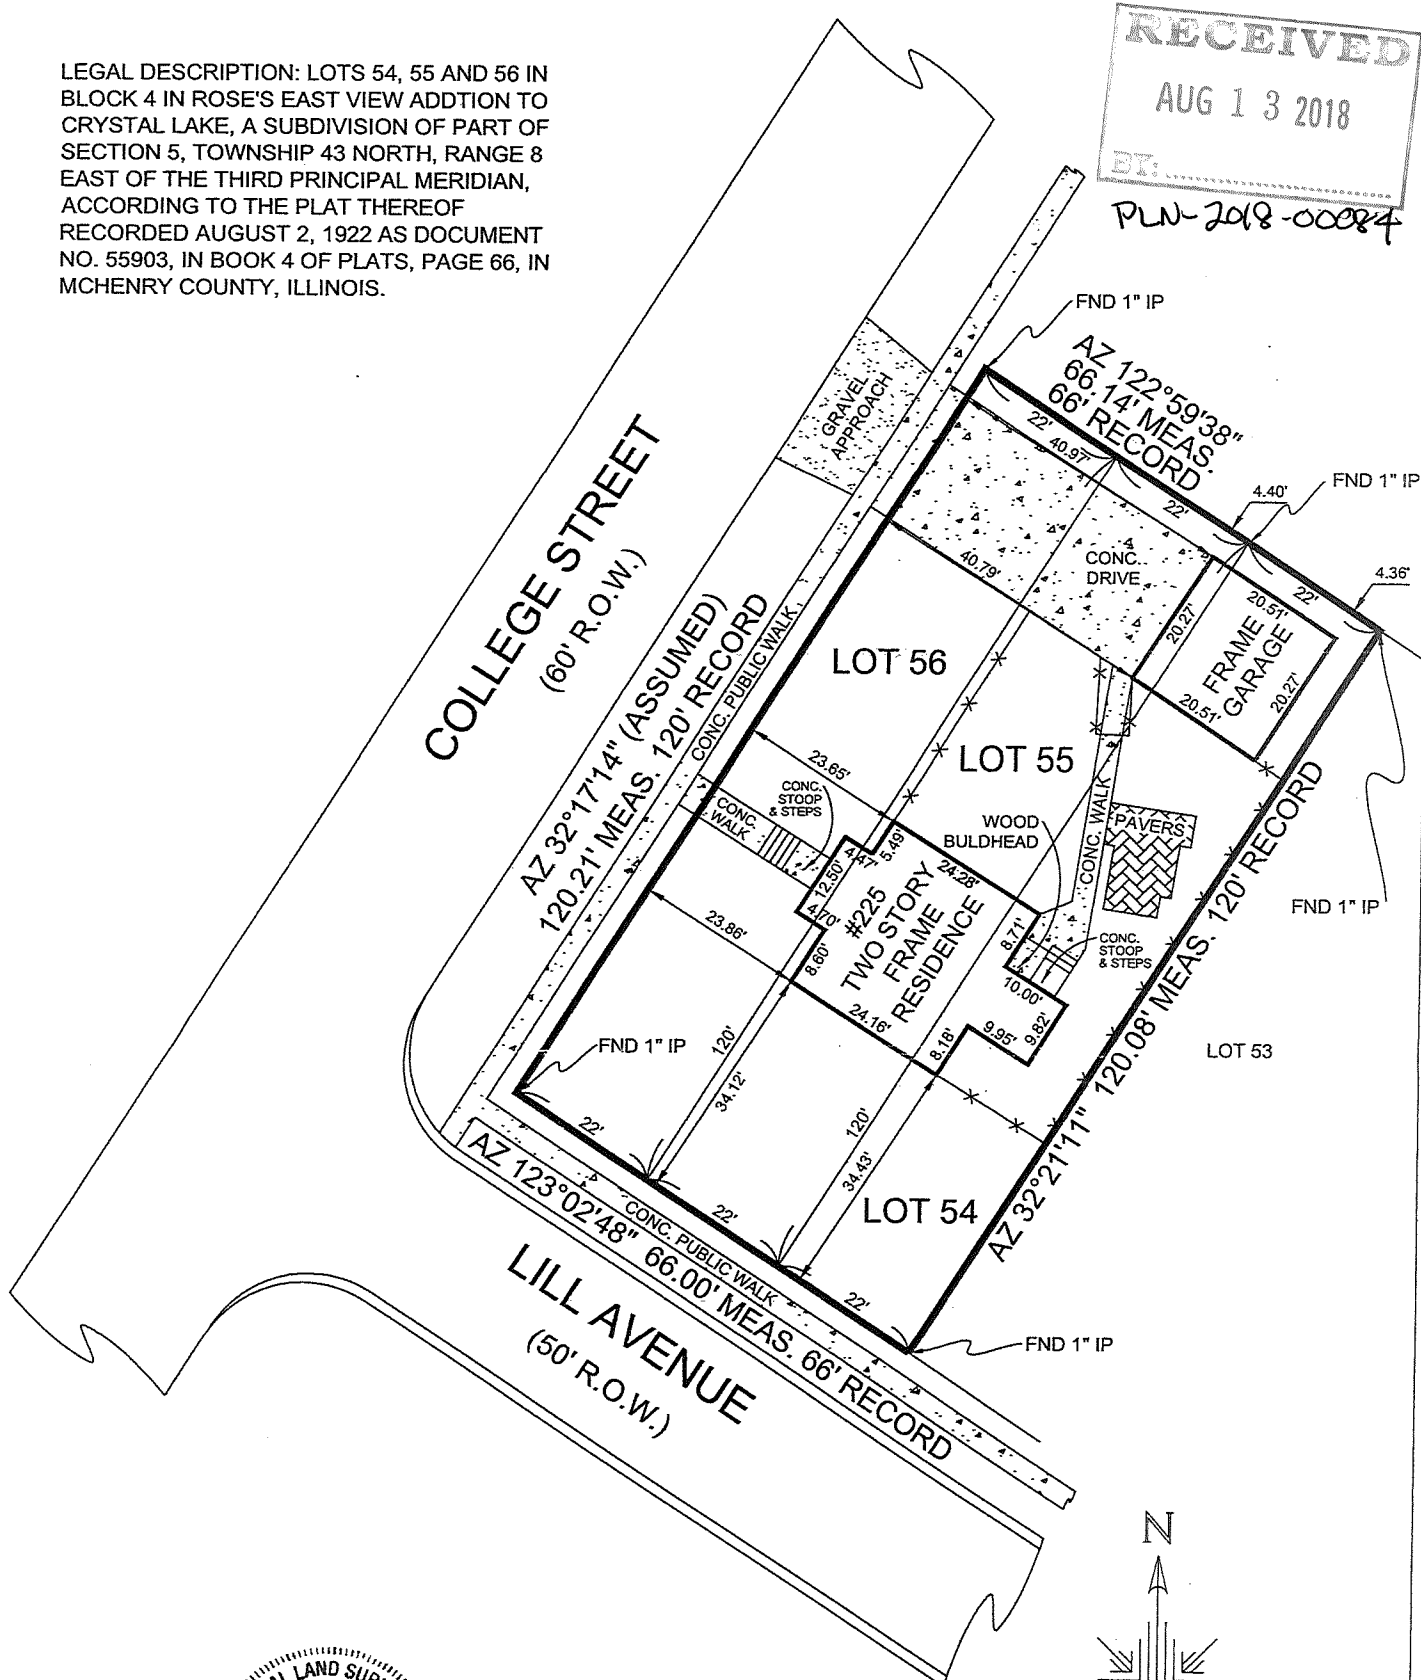 LEGAL DESCRIPTION: LOTS 54, 55 AND 56 IN
BLOCK 4 IN ROSE'S EAST VIEW ADDTION TO
CRYSTAL LAKE, A SUBDIVISION OF PART OF
SECTION 5, TOWNSHIP 43 NORTH, RANGE 8
EAST OF THE THIRD PRINCIPAL MERIDIAN,
ACCORDING TO THE PLAT THEREOF
RECORDED AUGUST 2, 1922 AS DOCUMENT
NO. 55903, IN BOOK 4 OF PLATS, PAGE 66, IN
MCHENRY COUNTY, ILLINOIS.
RECEIVED
AUG 13 2018
BY:
PLN-2018-00084
FND 1" IP
AZ 122°59'38"
66.14' MEAS.
66' RECORD
GRAVEL
APPROACH
22'
40.97'
22'
4.40'
FND 1" IP
4.36'
22'
COLLEGE STREET
(60' R.O.W.)
CONC.
DRIVE
40.79'
20.27'
20.51'
FRAME
GARAGE
20.27'
20.51'
LOT 56
AZ 32°17'14" (ASSUMED)
120.21' MEAS. 120' RECORD
CONC. PUBLIC WALK
LOT 55
23.65'
CONC.
STOOP
& STEPS
CONC.
WALK
WOOD
BULDHEAD
CONC. WALK
PAVERS
4.47'
5.49'
24.28'
12.50'
4.70'
8.60'
#225
TWO STORY
FRAME
RESIDENCE
8.71'
CONC.
STOOP
& STEPS
10.00'
9.82'
9.95'
8.18'
24.16'
23.86'
FND 1" IP
AZ 32°21'11" 120.08' MEAS. 120' RECORD
LOT 53
FND 1" IP
120'
34.12'
120'
34.43'
22'
22'
22'
LOT 54
AZ 123°02'48" 66.00' MEAS. 66' RECORD
CONC. PUBLIC WALK
LILL AVENUE
(50' R.O.W.)
FND 1" IP
N
LAND